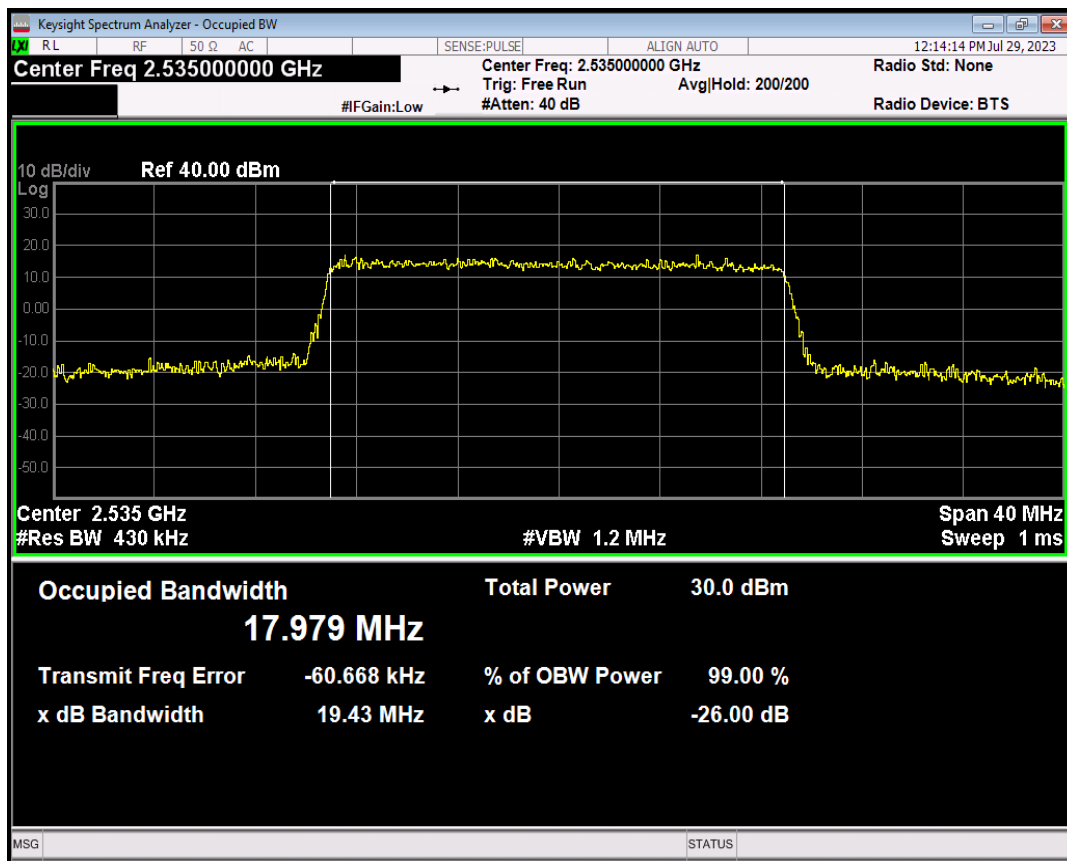 Keysight Spectrum Analyzer - Occupied BW
LXI RL RF 50 Ω AC SENSE:PULSE ALIGN AUTO 12:14:14 PM Jul 29, 2023
Center Freq 2.535000000 GHz Center Freq: 2.535000000 GHz Radio Std: None
Trig: Free Run Avg|Hold: 200/200
#IFGain:Low #Atten: 40 dB Radio Device: BTS
10 dB/div Ref 40.00 dBm
Log
30.0
20.0
10.0
0.00
-10.0
-20.0
-30.0
-40.0
-50.0
Center 2.535 GHz Span 40 MHz
#Res BW 430 kHz #VBW 1.2 MHz Sweep 1 ms
Occupied Bandwidth Total Power 30.0 dBm
17.979 MHz
Transmit Freq Error -60.668 kHz % of OBW Power 99.00 %
x dB Bandwidth 19.43 MHz x dB -26.00 dB
MSG STATUS